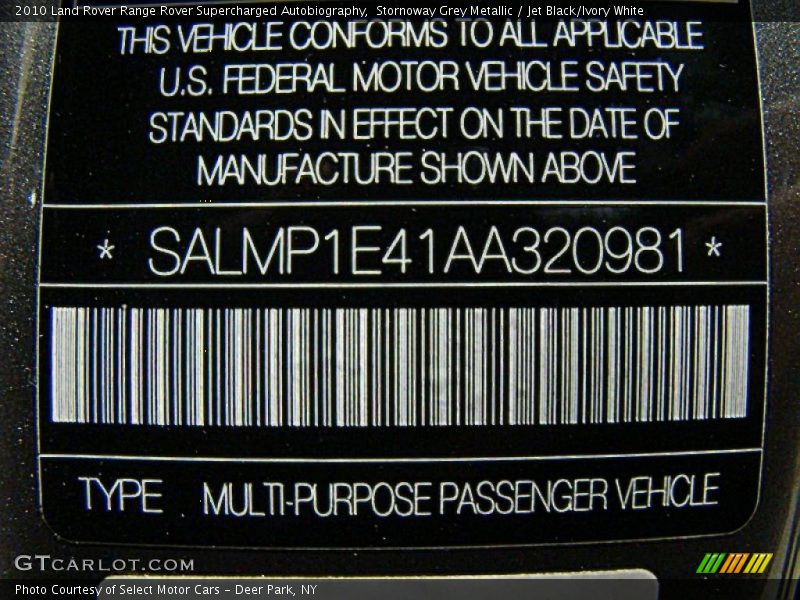 2010 Land Rover Range Rover Supercharged Autobiography,  Stornoway Grey Metallic / Jet Black/Ivory White
THIS VEHICLE CONFORMS TO ALL APPLICABLE
U.S. FEDERAL MOTOR VEHICLE SAFETY
STANDARDS IN EFFECT ON THE DATE OF
MANUFACTURE SHOWN ABOVE
* SALMP1E41AA320981 *
TYPE MULTI-PURPOSE PASSENGER VEHICLE
GTCARLOT.COM
Photo Courtesy of Select Motor Cars - Deer Park, NY